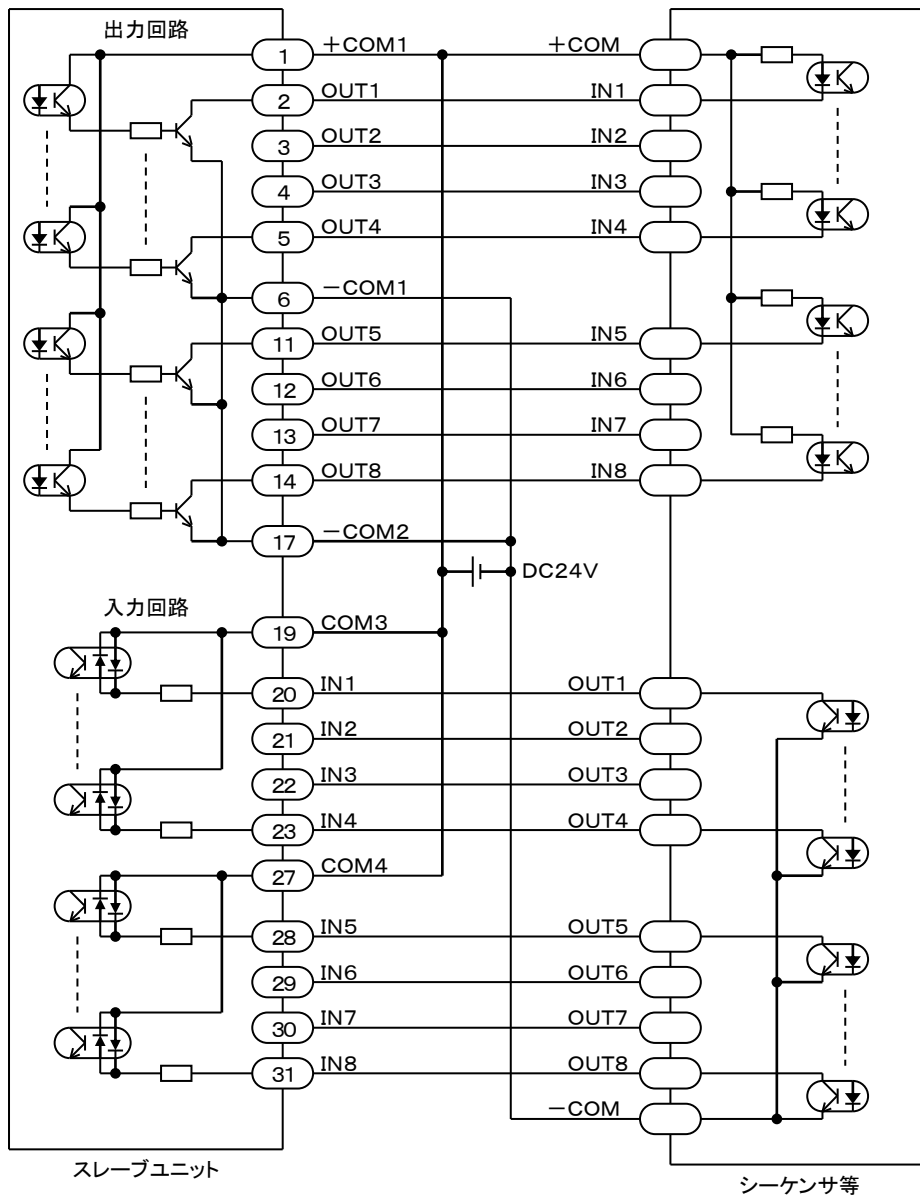 出力回路
1 +COM1 +COM
2 OUT1 IN1
3 OUT2 IN2
4 OUT3 IN3
5 OUT4 IN4
6 -COM1
11 OUT5 IN5
12 OUT6 IN6
13 OUT7 IN7
14 OUT8 IN8
17 -COM2
DC24V
入力回路
19 COM3
20 IN1 OUT1
21 IN2 OUT2
22 IN3 OUT3
23 IN4 OUT4
27 COM4
28 IN5 OUT5
29 IN6 OUT6
30 IN7 OUT7
31 IN8 OUT8
-COM
スレーブユニット
シーケンサ等